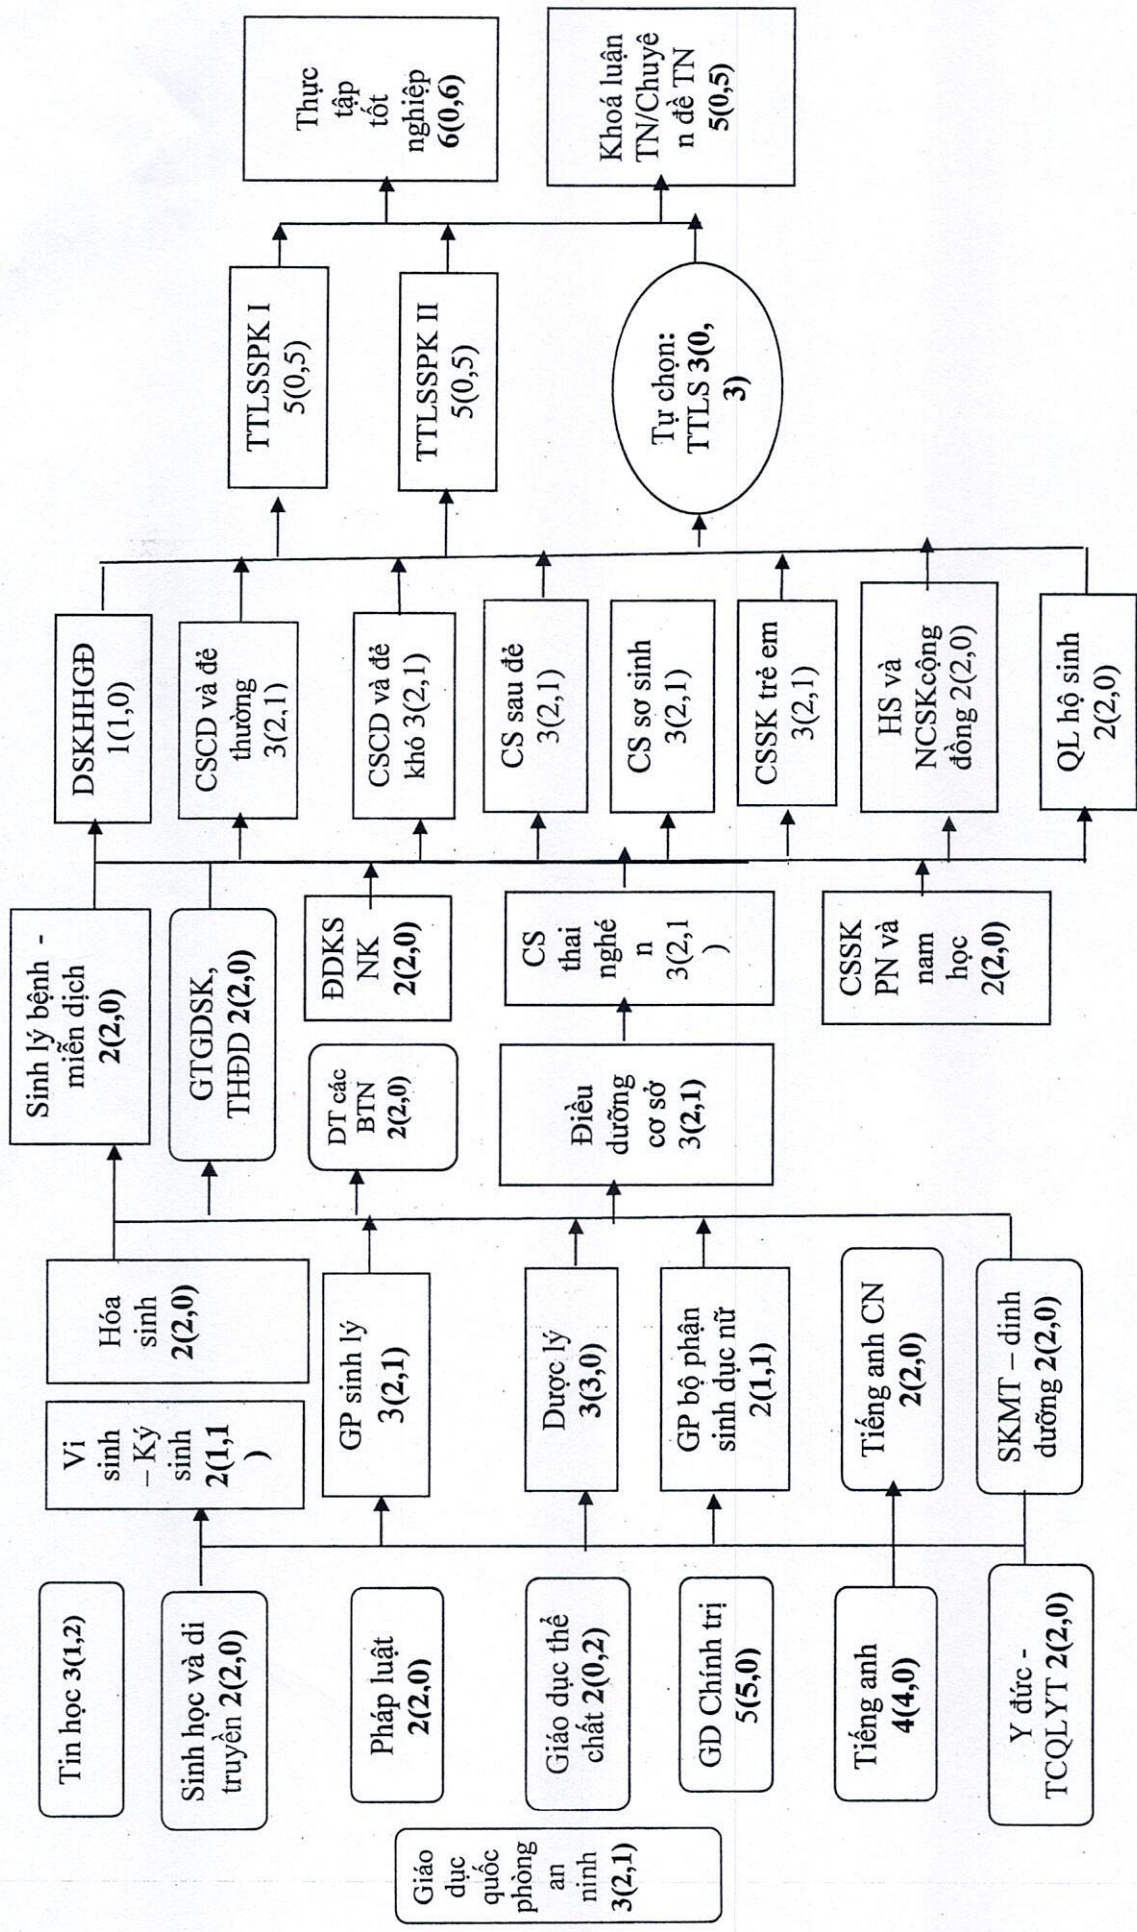 Giáo
dục
quốc
phòng
an
ninh
3(2,1)
Tin học 3(1,2)
Sinh học và di
truyền 2(2,0)
Pháp luật
2(2,0)
Giáo dục thể
chất 2(0,2)
GD Chính trị
5(5,0)
Tiếng anh
4(4,0)
Y đức -
TCQLYT 2(2,0)
Vi
sinh
– Ký
sinh
2(1,1
)
Hóa
sinh
2(2,0)
GP sinh lý
3(2,1)
Dược lý
3(3,0)
GP bộ phận
sinh dục nữ
2(1,1)
Tiếng anh CN
2(2,0)
SKMT – dinh
dưỡng 2(2,0)
Sinh lý bệnh -
miễn dịch
2(2,0)
GTGDSK,
THĐD 2(2,0)
DT các
BTN
2(2,0)
ĐDKS
NK
2(2,0)
Điều
dưỡng
cơ sở
3(2,1)
CS
thai
nghé
n
3(2,1
)
CSSK
PN và
nam
học
2(2,0)
DSKHHGĐ
1(1,0)
CSCD và đẻ
thường
3(2,1)
CSCD và đẻ
khó 3(2,1)
CS sau đẻ
3(2,1)
CS sơ sinh
3(2,1)
CSSK trẻ em
3(2,1)
HS và
NCSKcộng
đồng 2(2,0)
QL hộ sinh
2(2,0)
TTLSSPK I
5(0,5)
TTLSSPK II
5(0,5)
Tự chọn:
TTLS 3(0,
3)
Thực
tập
tốt
nghiệp
6(0,6)
Khoá luận
TN/Chuyê
n đề TN
5(0,5)